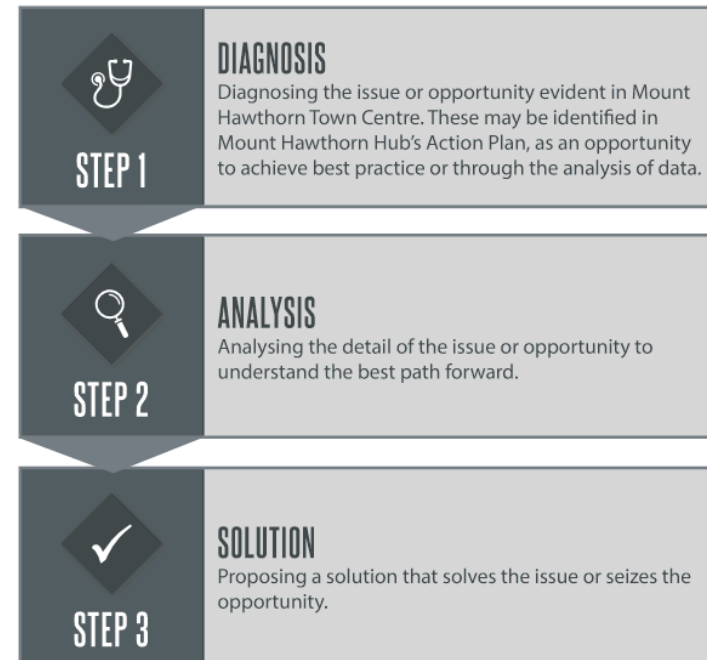 DIAGNOSIS
Diagnosing the issue or opportunity evident in Mount
Hawthorn Town Centre. These may be identified in
Mount Hawthorn Hub’s Action Plan, as an opportunity
to achieve best practice or through the analysis of data.
STEP 1
ANALYSIS
Analysing the detail of the issue or opportunity to
understand the best path forward.
STEP 2
SOLUTION
Proposing a solution that solves the issue or seizes the
opportunity.
STEP 3